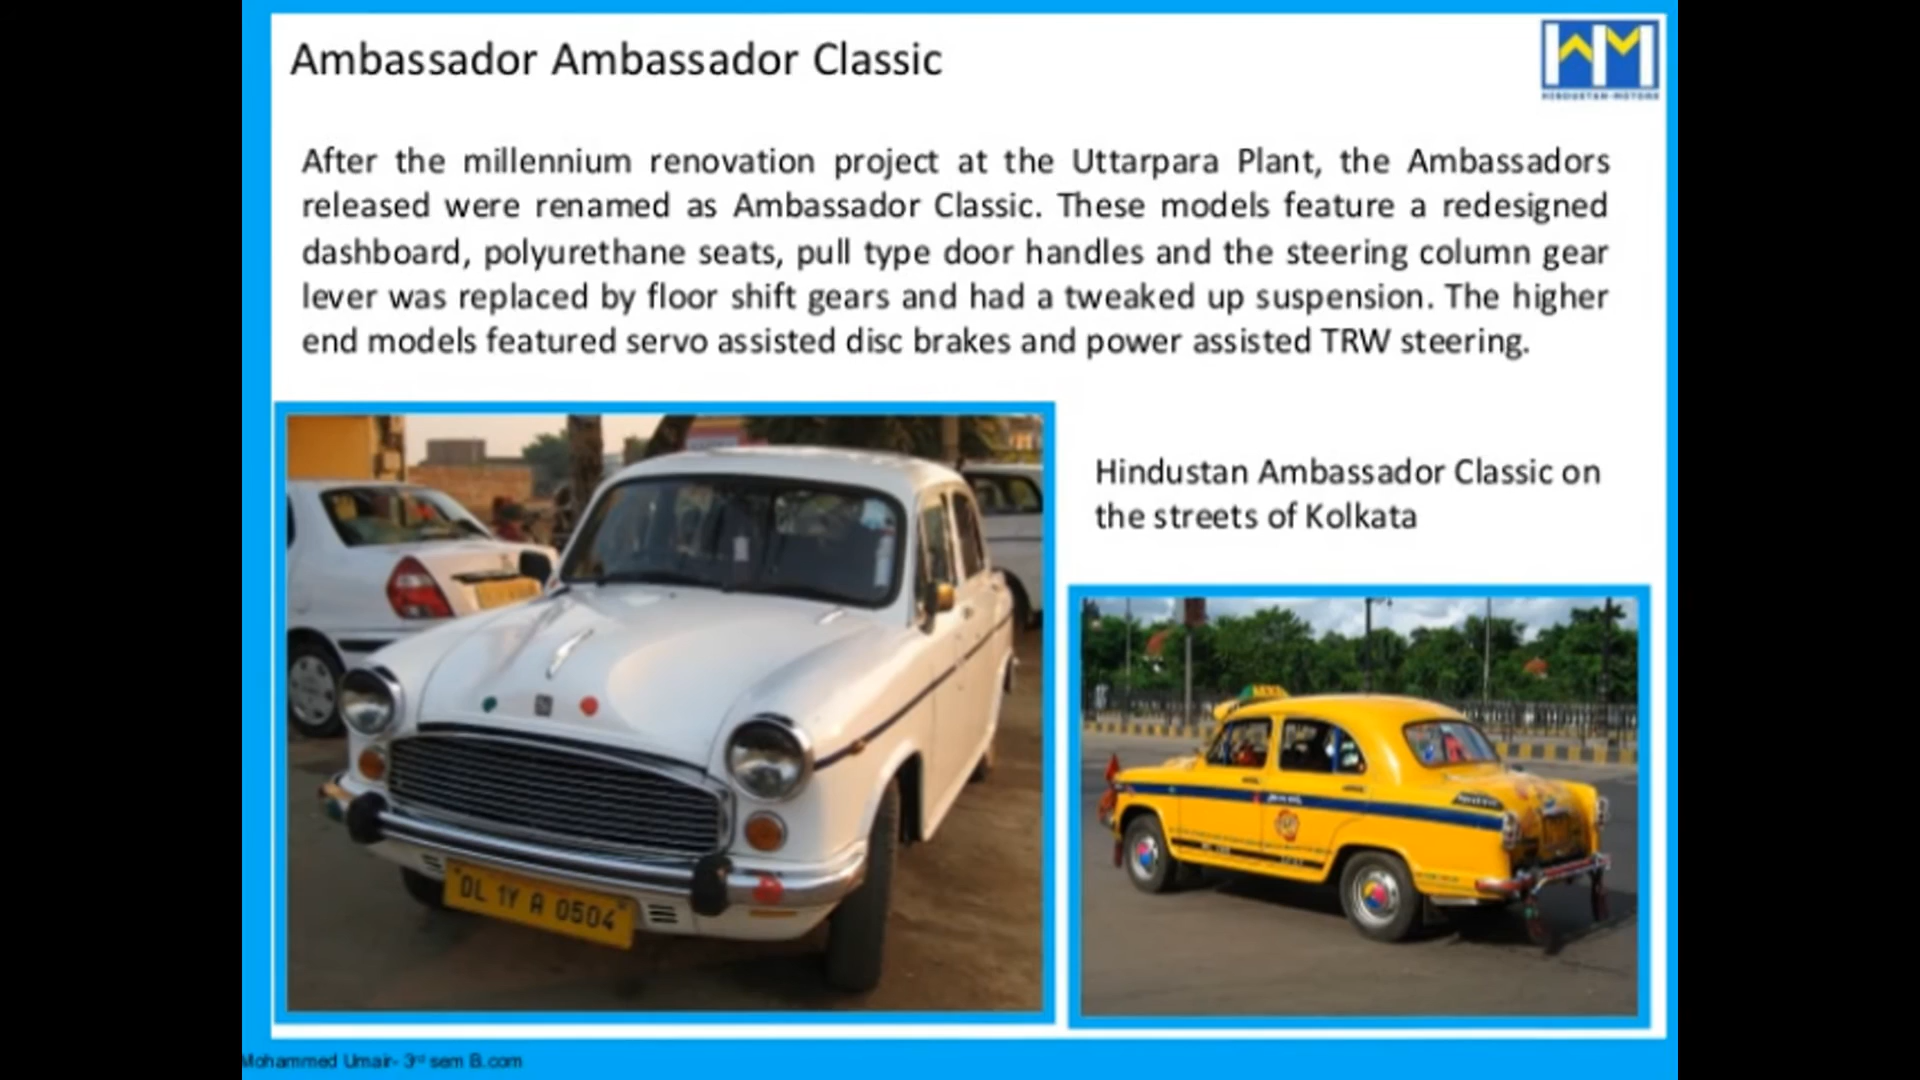 Ambassador Ambassador Classic
HINDUSTAN MOTORS
After the millennium renovation project at the Uttarpara Plant, the Ambassadors
released were renamed as Ambassador Classic. These models feature a redesigned
dashboard, polyurethane seats, pull type door handles and the steering column gear
lever was replaced by floor shift gears and had a tweaked up suspension. The higher
end models featured servo assisted disc brakes and power assisted TRW steering.
Hindustan Ambassador Classic on
the streets of Kolkata
DL 1Y A 0504
TAXI
Mohammed Umair- 3rd sem B.com